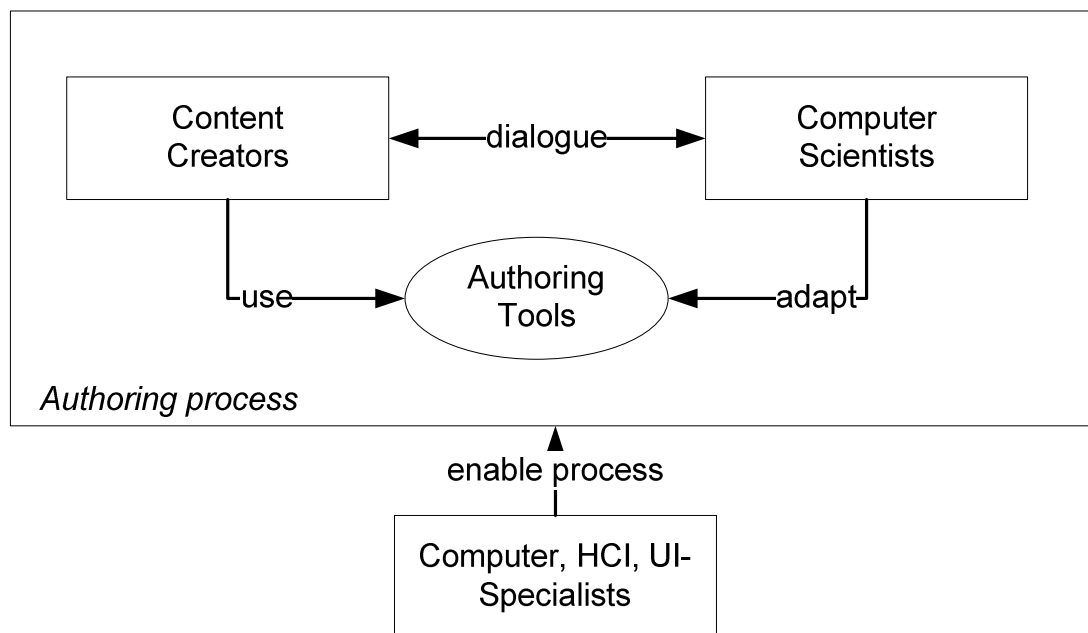 Content
Creators
dialogue
Computer
Scientists
Authoring
Tools
use
adapt
Authoring process
enable process
Computer, HCI, UI-
Specialists